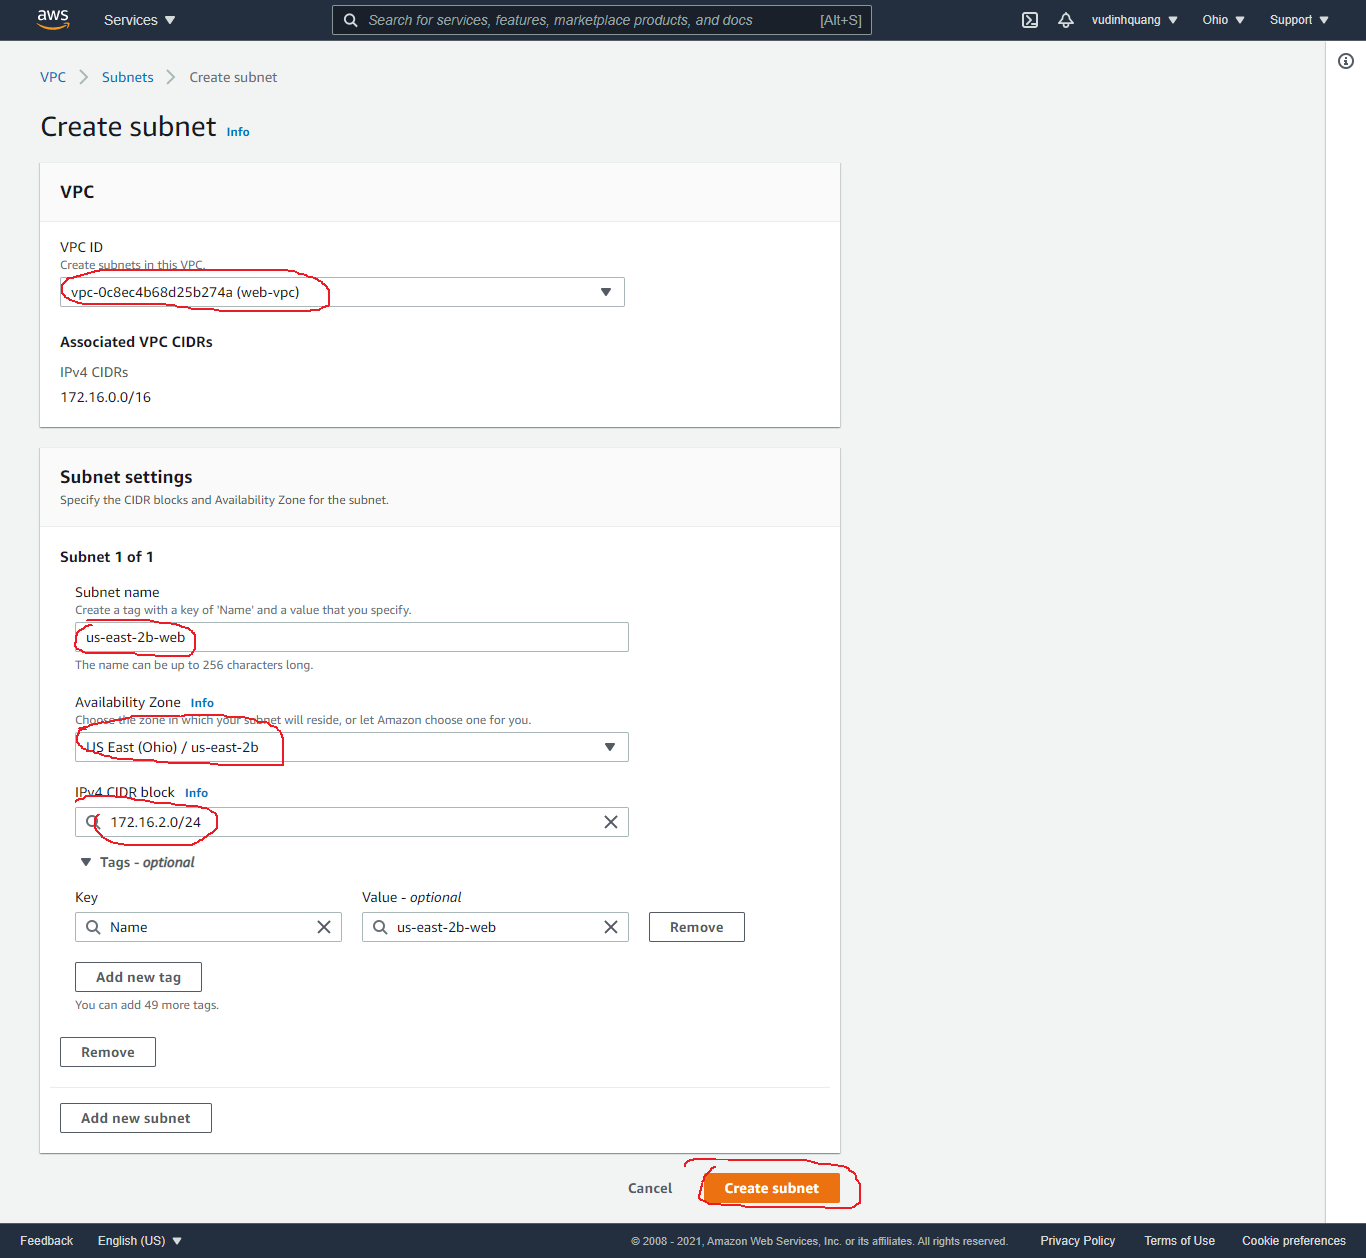 aws Services Search for services, features, marketplace products, and docs [Alt+S] vudinhquang Ohio Support
VPC Subnets Create subnet
Create subnet Info
VPC
VPC ID
Create subnets in this VPC.
vpc-0c8ec4b68d25b274a (web-vpc)
Associated VPC CIDRs
IPv4 CIDRs
172.16.0.0/16
Subnet settings
Specify the CIDR blocks and Availability Zone for the subnet.
Subnet 1 of 1
Subnet name
Create a tag with a key of 'Name' and a value that you specify.
us-east-2b-web
The name can be up to 256 characters long.
Availability Zone Info
Choose the zone in which your subnet will reside, or let Amazon choose one for you.
US East (Ohio) / us-east-2b
IPv4 CIDR block Info
172.16.2.0/24
Tags - optional
Key Value - optional
Name us-east-2b-web Remove
Add new tag
You can add 49 more tags.
Remove
Add new subnet
Cancel Create subnet
Feedback English (US) © 2008 - 2021, Amazon Web Services, Inc. or its affiliates. All rights reserved. Privacy Policy Terms of Use Cookie preferences